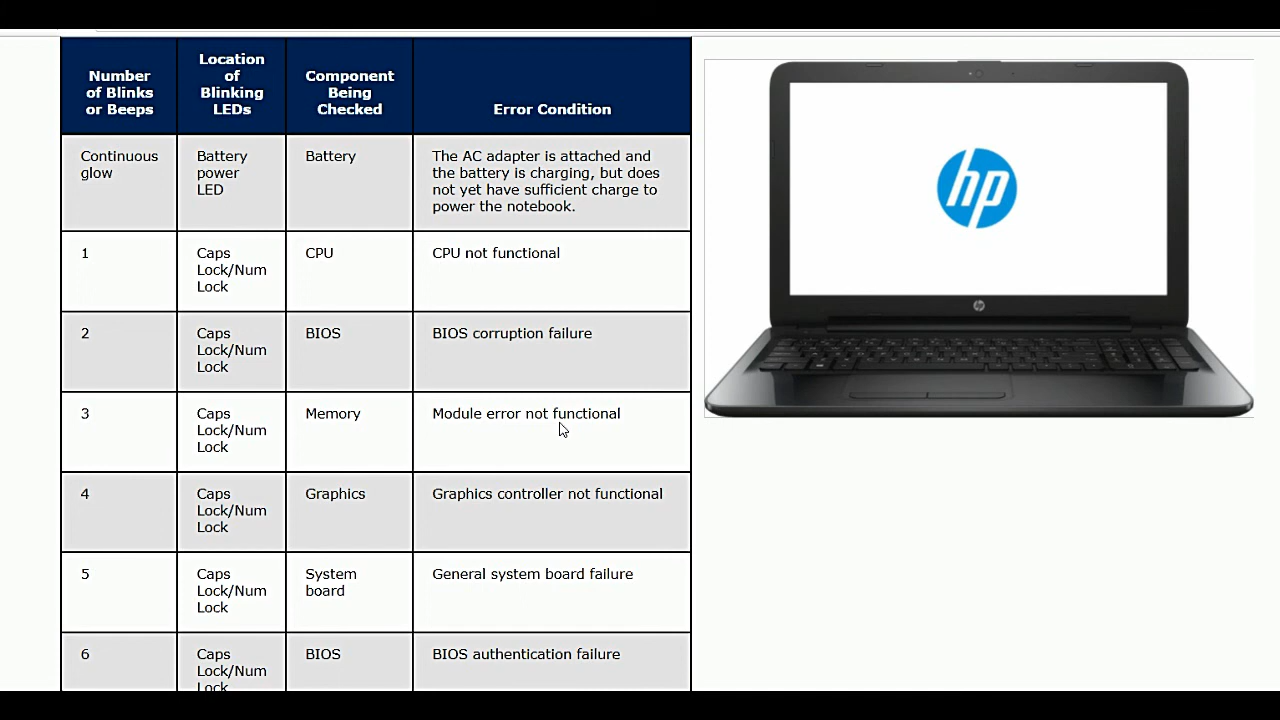 Number
of Blinks
or Beeps
Location
of
Blinking
LEDs
Component
Being
Checked
Error Condition
Continuous
glow
Battery
power
LED
Battery
The AC adapter is attached and
the battery is charging, but does
not yet have sufficient charge to
power the notebook.
1
Caps
Lock/Num
Lock
CPU
CPU not functional
2
Caps
Lock/Num
Lock
BIOS
BIOS corruption failure
3
Caps
Lock/Num
Lock
Memory
Module error not functional
4
Caps
Lock/Num
Lock
Graphics
Graphics controller not functional
5
Caps
Lock/Num
Lock
System
board
General system board failure
6
Caps
Lock/Num
Lock
BIOS
BIOS authentication failure
hp
hp